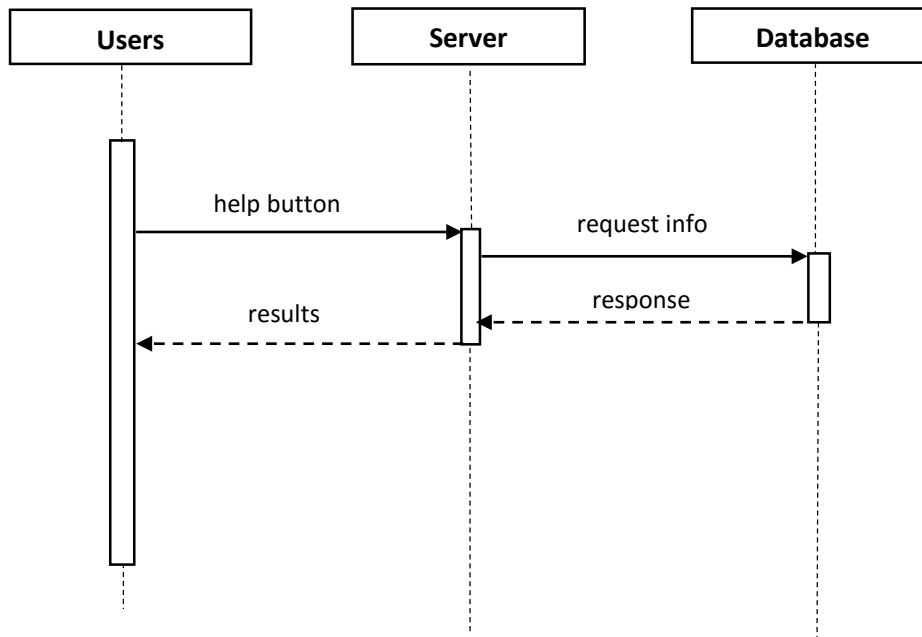 Users
Server
Database
help button
request info
response
results